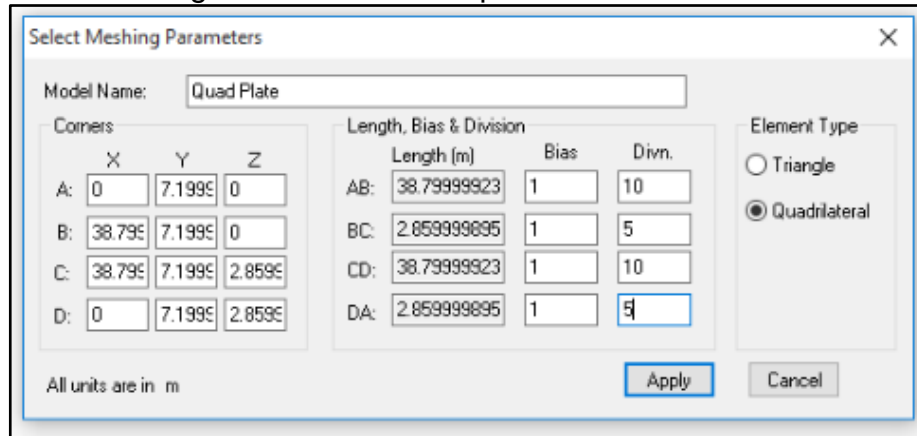 Select Meshing Parameters
Model Name: Quad Plate
Corners
X Y Z
A: 0 7.1999 0
B: 38.799 7.1999 0
C: 38.799 7.1999 2.8599
D: 0 7.1999 2.8599
Length, Bias & Division
Length (m) Bias Divn.
AB: 38.79999923 1 10
BC: 2.859999895 1 5
CD: 38.79999923 1 10
DA: 2.859999895 1 5
Element Type
Triangle
Quadrilateral
All units are in m
Apply Cancel